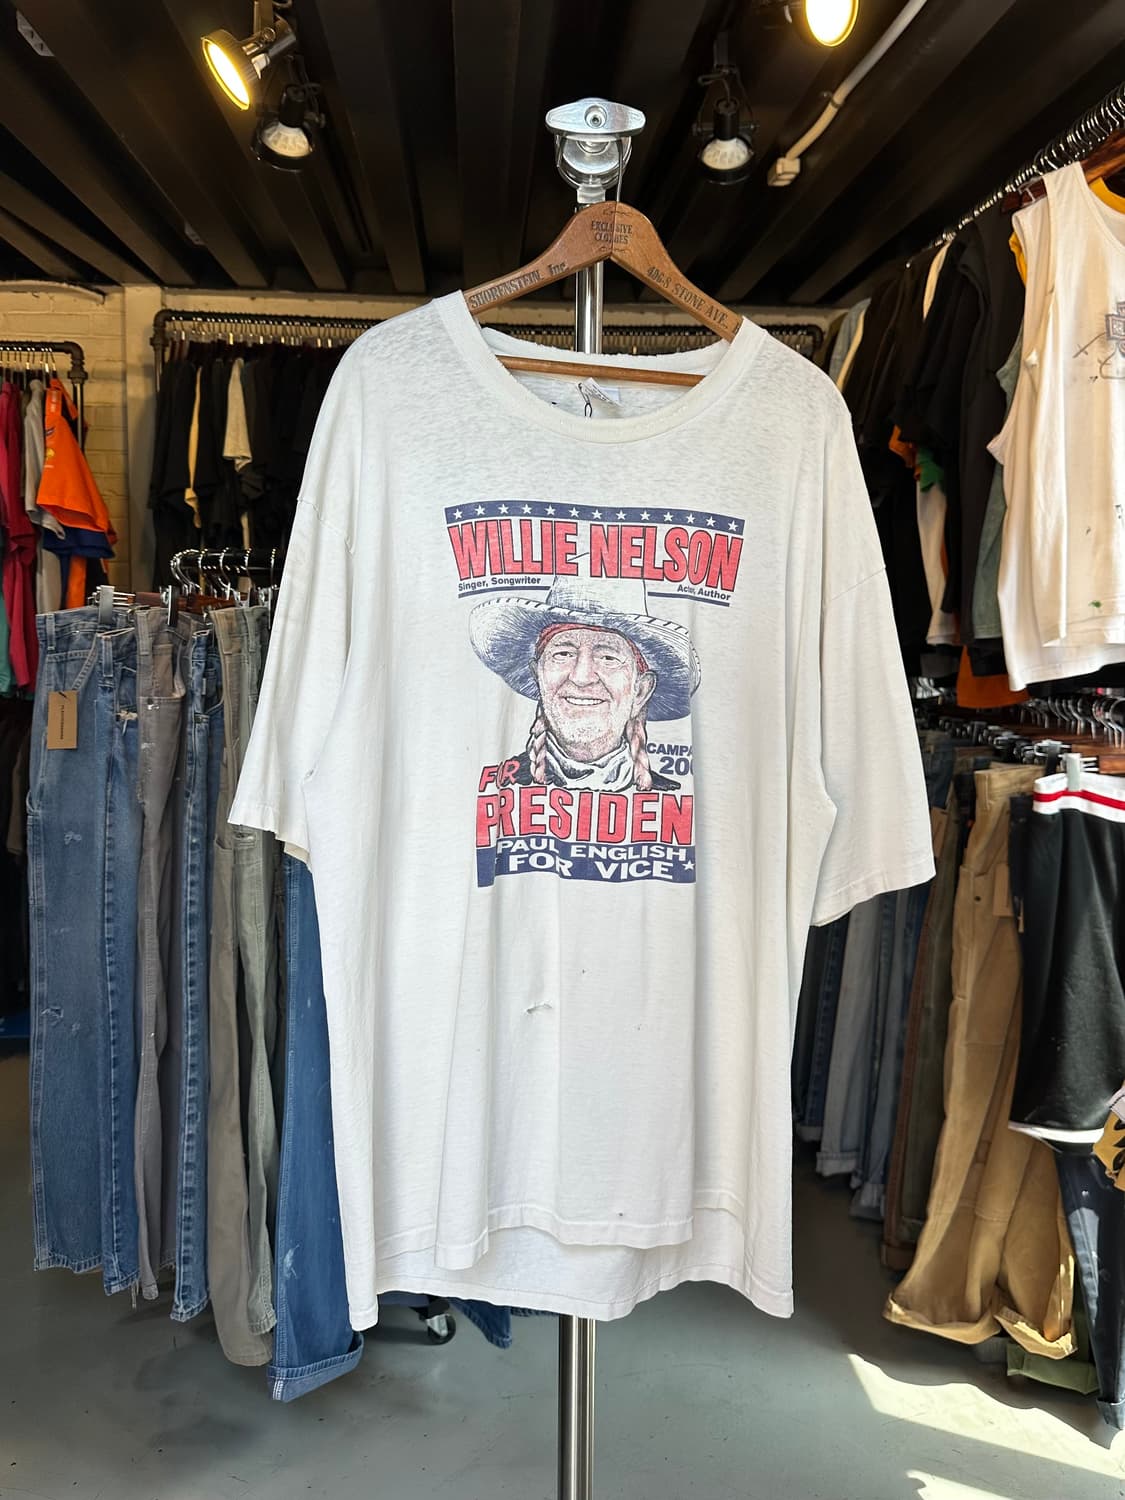 EXCLUSIVE
CLOTHES
SHORENSTEIN, Inc.
406-8 STONE AVE.,
WILLIE NELSON
Singer, Songwriter
Actor, Author
CAMPA
200
FOR
PRESIDEN
PAUL ENGLISH
FOR VICE